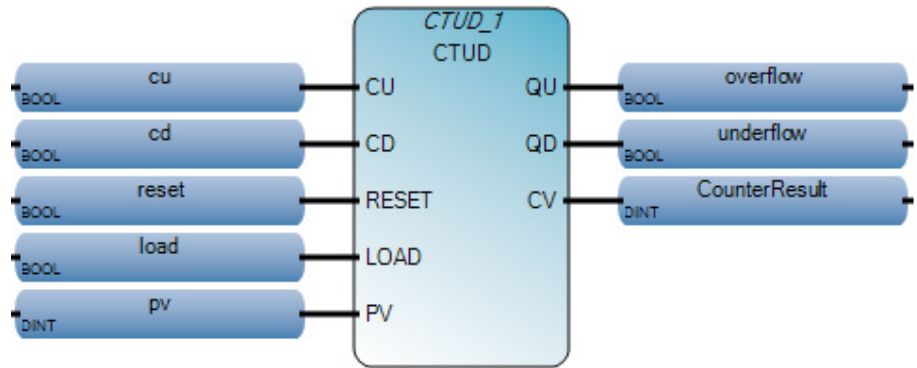 CTUD_1
CTUD
cu
BOOL
CU
QU
overflow
BOOL
cd
BOOL
CD
QD
underflow
BOOL
reset
BOOL
RESET
CV
CounterResult
DINT
load
BOOL
LOAD
pv
DINT
PV